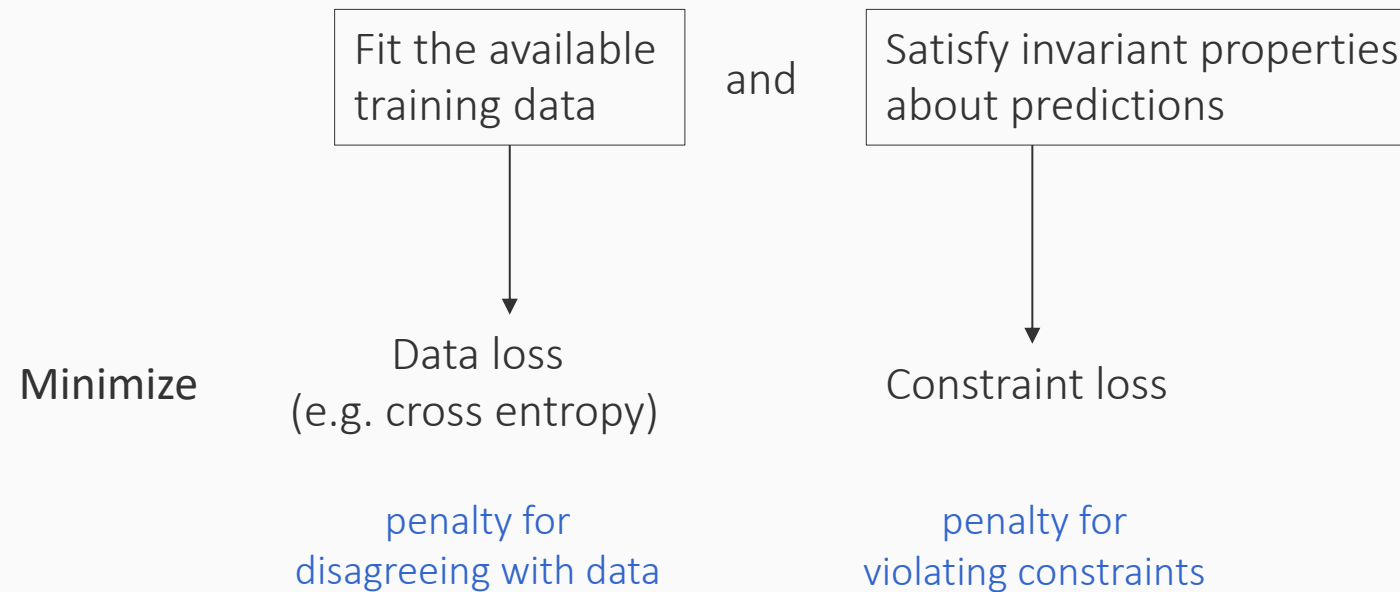 Fit the available
training data
and
Satisfy invariant properties
about predictions
Minimize
Data loss
(e.g. cross entropy)
Constraint loss
penalty for
disagreeing with data
penalty for
violating constraints